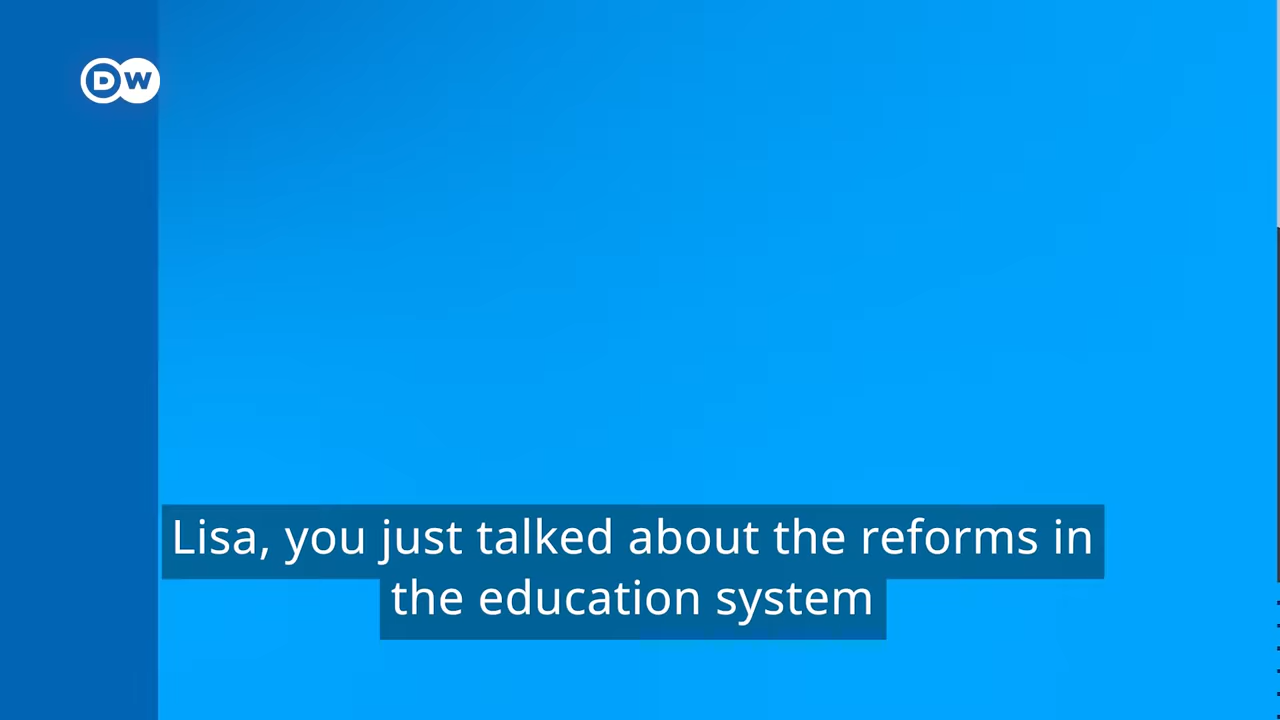 DW
Lisa, you just talked about the reforms in
the education system